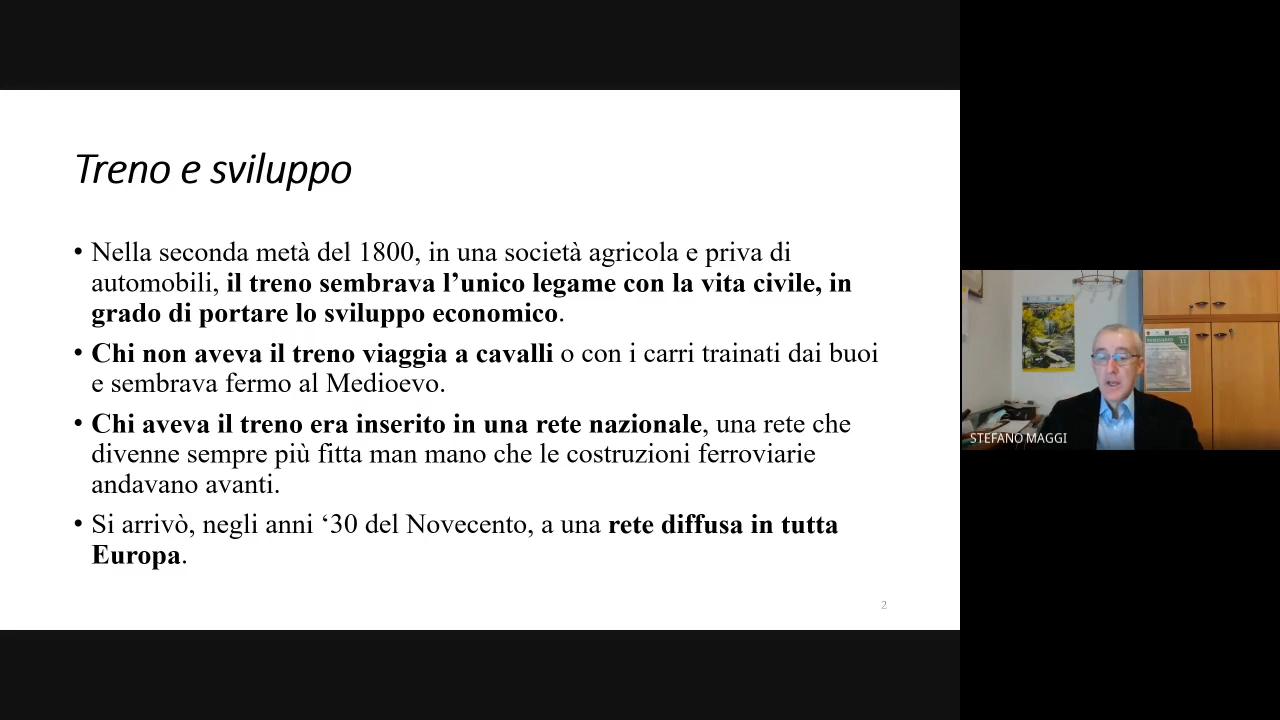 Treno e sviluppo
• Nella seconda metà del 1800, in una società agricola e priva di
automobili, il treno sembrava l’unico legame con la vita civile, in
grado di portare lo sviluppo economico.
• Chi non aveva il treno viaggia a cavalli o con i carri trainati dai buoi
e sembrava fermo al Medioevo.
• Chi aveva il treno era inserito in una rete nazionale, una rete che
divenne sempre più fitta man mano che le costruzioni ferroviarie
andavano avanti.
• Si arrivò, negli anni ‘30 del Novecento, a una rete diffusa in tutta
Europa.
2
SEMINARIO
STEFANO MAGGI